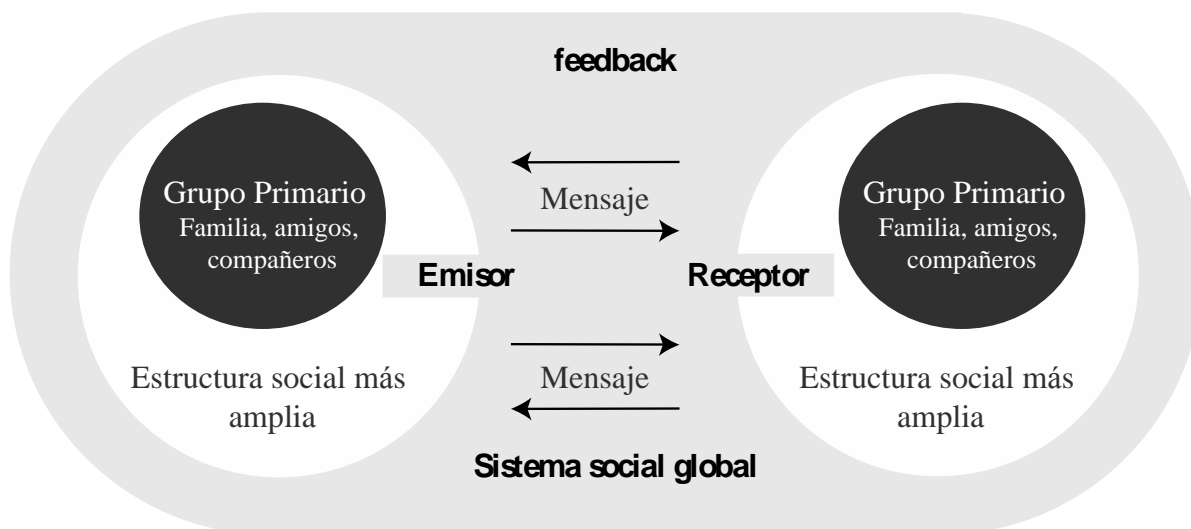 feedback
Grupo Primario
Familia, amigos,
compañeros
Mensaje
Grupo Primario
Familia, amigos,
compañeros
Emisor
Receptor
Estructura social más
amplia
Mensaje
Estructura social más
amplia
Sistema social global